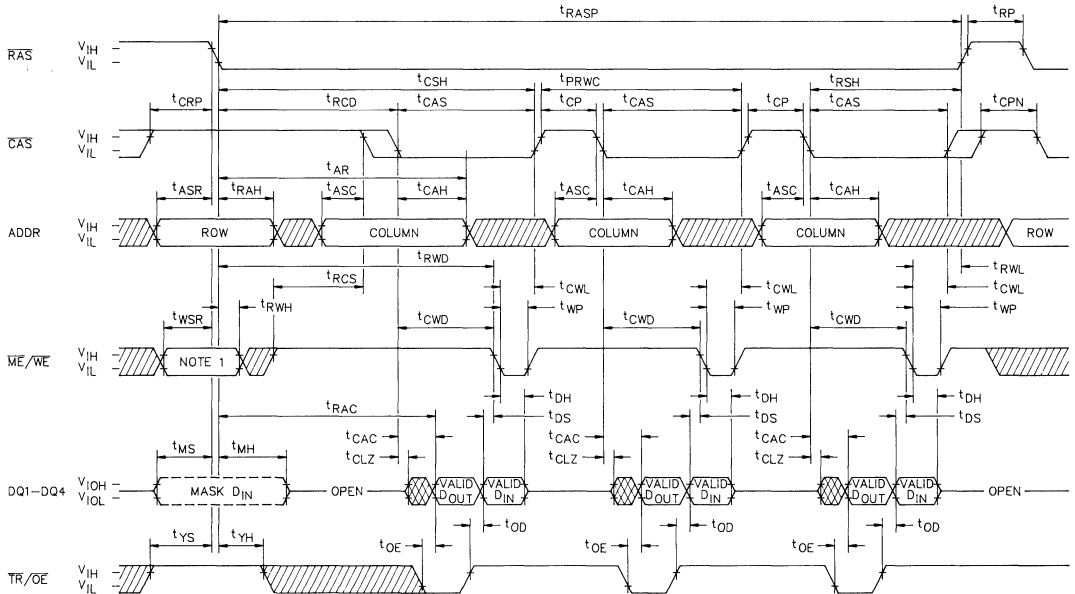 tRASP tRP
RAS VIH
VIL
tCSH tPRWC tRSH
tCRP tRCD tCAS tCP tCAS tCP tCAS tCPN
CAS VIH
VIL
tAR
tASR tRAH tASC tCAH tASC tCAH tASC tCAH
ADDR VIH
VIL
ROW COLUMN COLUMN COLUMN ROW
tRWD tRWL
tRCS tCWL tCWL tCWL
tRWH tWP tWP tWP
tWSR tCWD tCWD tCWD
ME/WE VIH
VIL
NOTE 1
tDH tDH tDH
tRAC tDS tDS tDS
tCAC tCAC tCAC
tMS tMH tCLZ tCLZ tCLZ
DQ1–DQ4 VIOH
VIOL
MASK DIN OPEN VALID DOUT VALID DIN VALID DOUT VALID DIN VALID DOUT VALID DIN OPEN
tOD tOD tOD
tYS tYH tOE tOE tOE
TR/OE VIH
VIL